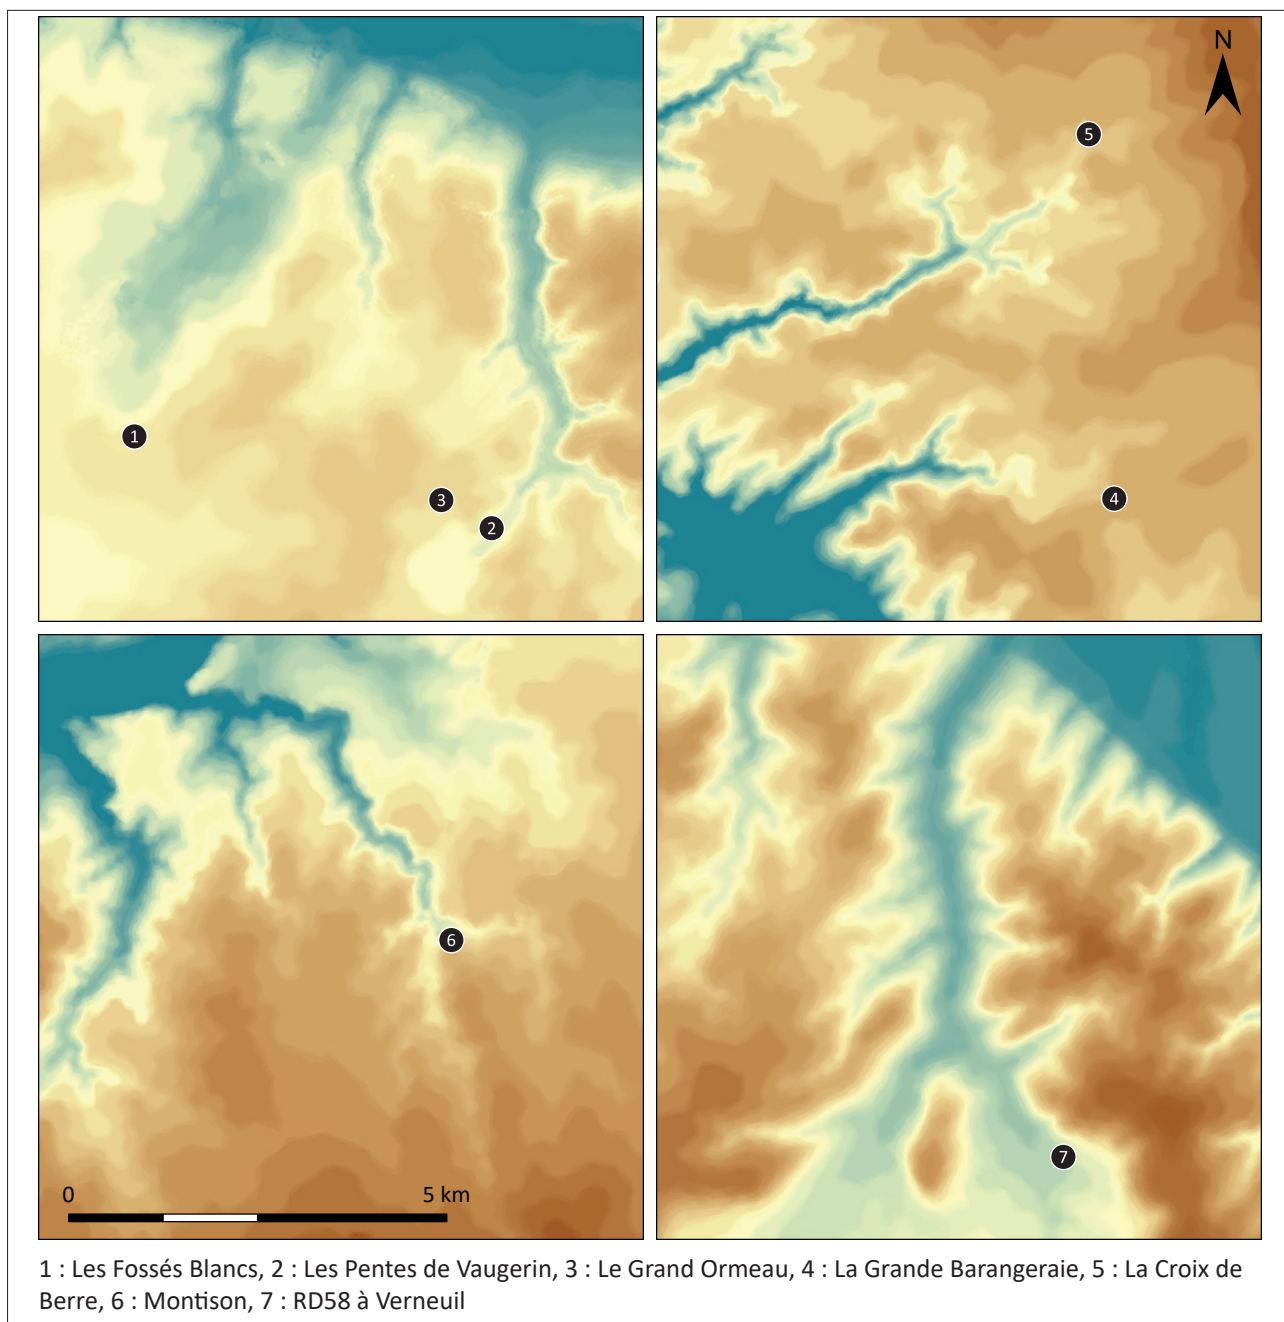 N
5
1
3
2
4
6
0 5 km
7
1 : Les Fossés Blancs, 2 : Les Pentes de Vaugerin, 3 : Le Grand Ormeau, 4 : La Grande Barangeraie, 5 : La Croix de
Berre, 6 : Montison, 7 : RD58 à Verneuil